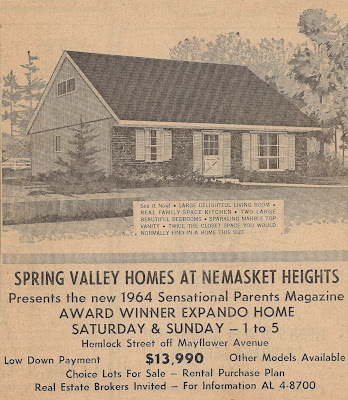 See it Now! • LARGE DELIGHTFUL LIVING ROOM •
REAL FAMILY-SPACE KITCHEN • TWO LARGE
BEAUTIFUL BEDROOMS • SPARKLING MARBLE TOP
VANITY • TWICE THE CLOSET SPACE YOU WOULD
NORMALLY FIND IN A HOME THIS SIZE
SPRING VALLEY HOMES AT NEMASKET HEIGHTS
Presents the new 1964 Sensational Parents Magazine
AWARD WINNER EXPANDO HOME
SATURDAY & SUNDAY – 1 to 5
Hemlock Street off Mayflower Avenue
Low Down Payment $13,990 Other Models Available
Choice Lots For Sale – Rental Purchase Plan
Real Estate Brokers Invited – For Information AL 4-8700